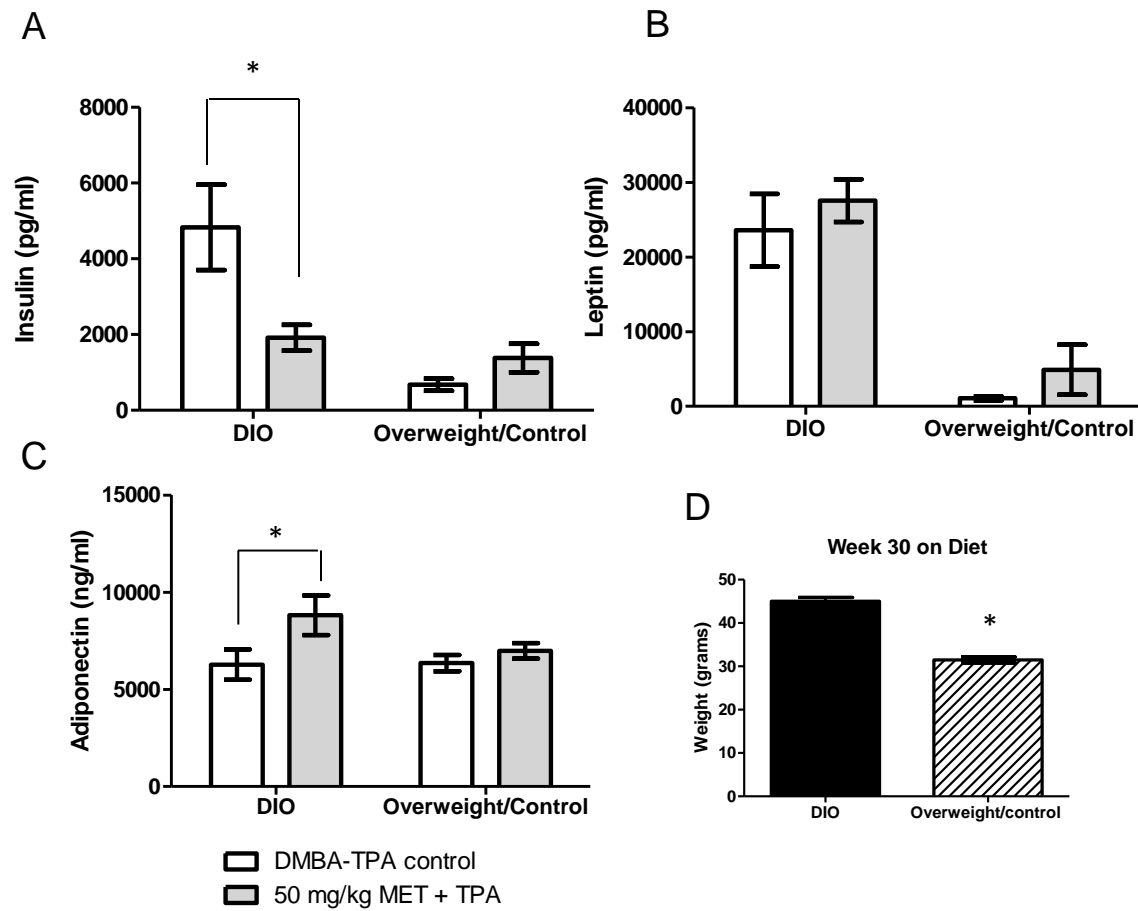 A
*
8000
6000
4000
2000
0
Insulin (pg/ml)
DIO
Overweight/Control
B
40000
30000
20000
10000
0
Leptin (pg/ml)
DIO
Overweight/Control
C
*
15000
10000
5000
0
Adiponectin (ng/ml)
DIO
Overweight/Control
D
Week 30 on Diet
*
50
40
30
20
10
0
Weight (grams)
DIO
Overweight/control
DMBA-TPA control
50 mg/kg MET + TPA